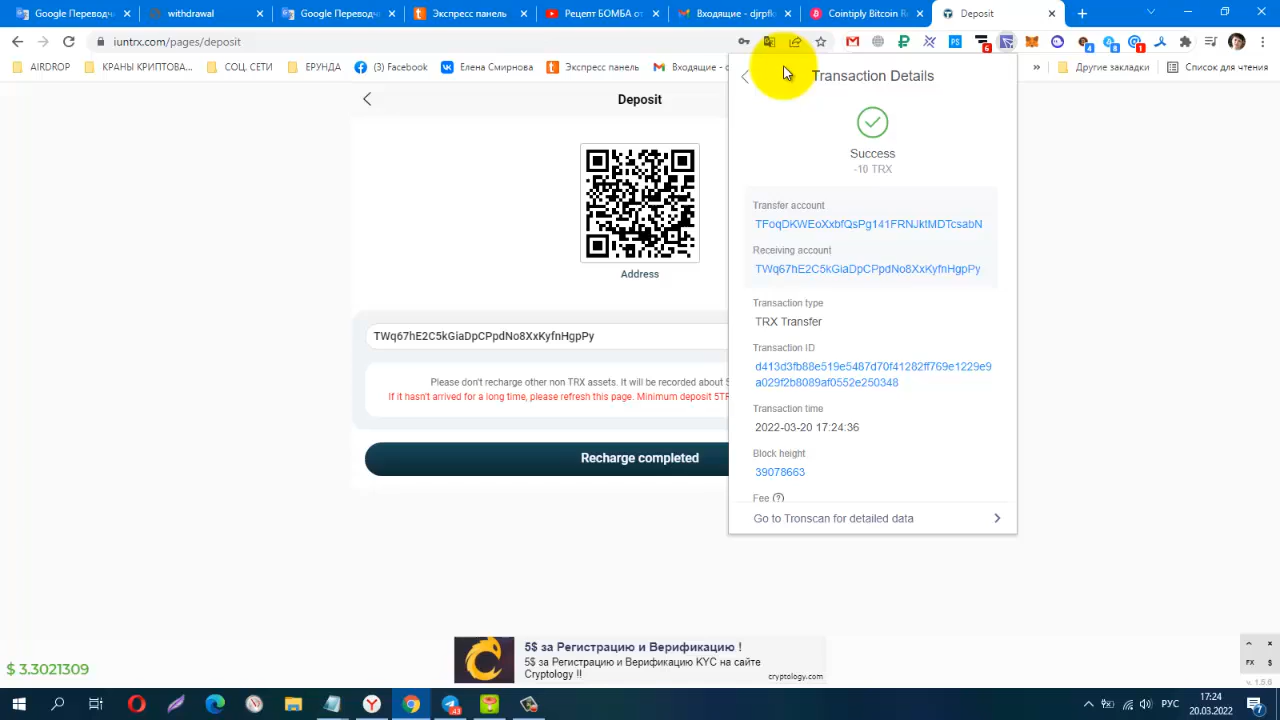 Google Переводч
withdrawal
Google Переводч
Экспресс панель
Рецепт БОМБА от
Входящие - djrpflo
Cointiply Bitcoin R
Deposit
iuntrx.com/pages/deposit
AIRDROP
КРАНЫ КРИПТОВА...
СОЦ. СЕТИ
ЕРУНДА
(3) Facebook
Елена Смирнова
Экспресс панель
Входящие -
»
Другие закладки
Список для чтения
Deposit
Address
TWq67hE2C5kGiaDpCPpdNo8XxKyfnHgpPy
Please don't recharge other non TRX assets. It will be recorded about 5
If it hasn't arrived for a long time, please refresh this page. Minimum deposit 5TR
Recharge completed
Transaction Details
Success
-10 TRX
Transfer account
TFoqDKWEoXxbfQsPg141FRNJktMDTcsabN
Receiving account
TWq67hE2C5kGiaDpCPpdNo8XxKyfnHgpPy
Transaction type
TRX Transfer
Transaction ID
d413d3fb88e519e5487d70f41282ff769e1229e9
a029f2b8089af0552e250348
Transaction time
2022-03-20 17:24:36
Block height
39078663
Fee
Go to Tronscan for detailed data
5$ за Регистрацию и Верификацию !
5$ за Регистрацию и Верификацию KYC на сайте
Cryptology !!
cryptology.com
$ 3.3021309
FX $
v. 1.5.6
РУС
17:24
20.03.2022